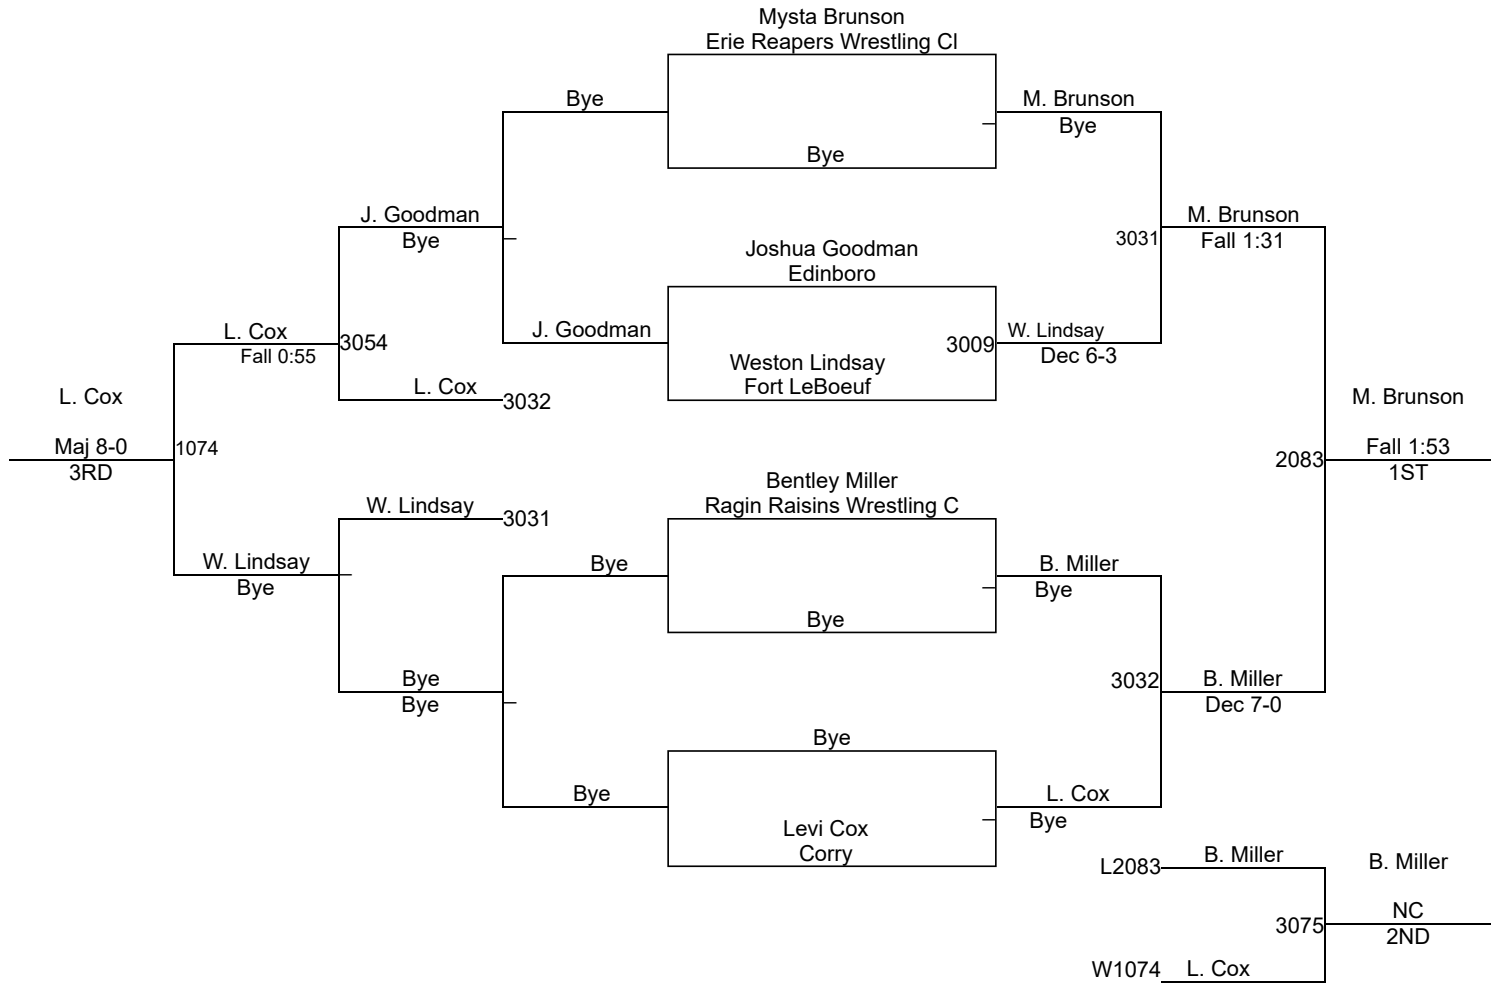 Mysta Brunson
Erie Reapers Wrestling Cl
Bye
M. Brunson
Bye
Bye
J. Goodman
Bye
M. Brunson
Fall 1:31
3031
Joshua Goodman
Edinboro
J. Goodman
L. Cox
Fall 0:55
3054
3009
W. Lindsay
Dec 6-3
Weston Lindsay
Fort LeBoeuf
L. Cox
3032
L. Cox
M. Brunson
Maj 8-0
3RD
1074
2083
Fall 1:53
1ST
Bentley Miller
Ragin Raisins Wrestling C
W. Lindsay
3031
W. Lindsay
Bye
Bye
B. Miller
Bye
Bye
Bye
Bye
3032
B. Miller
Dec 7-0
Bye
Bye
L. Cox
Bye
Levi Cox
Corry
L2083
B. Miller
B. Miller
3075
NC
2ND
W1074
L. Cox